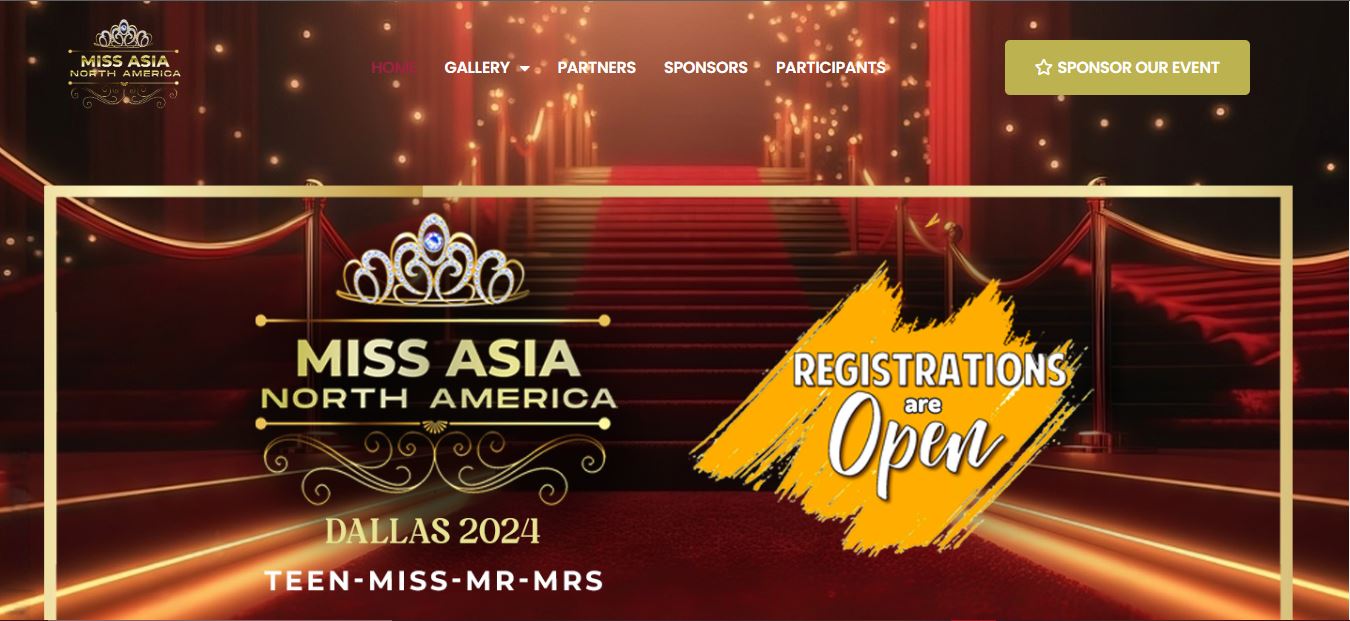 MISS ASIA
NORTH AMERICA
HOME
GALLERY
PARTNERS
SPONSORS
PARTICIPANTS
SPONSOR OUR EVENT
MISS ASIA
NORTH AMERICA
DALLAS 2024
TEEN-MISS-MR-MRS
REGISTRATIONS
are
Open